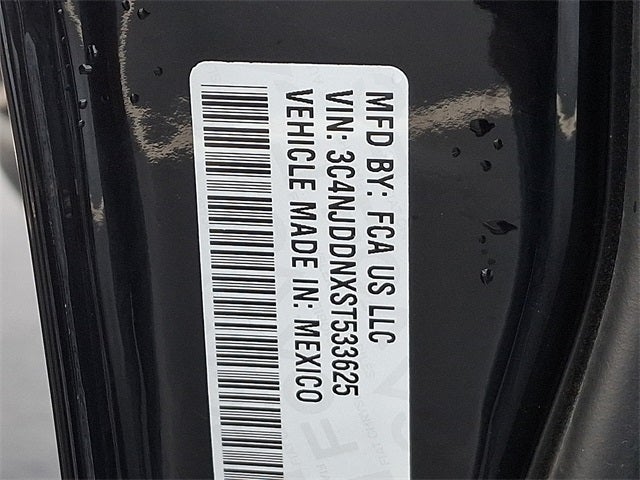 MFD BY: FCA US LLC
VIN: 3C4NJDDNXST533625
VEHICLE MADE IN: MEXICO